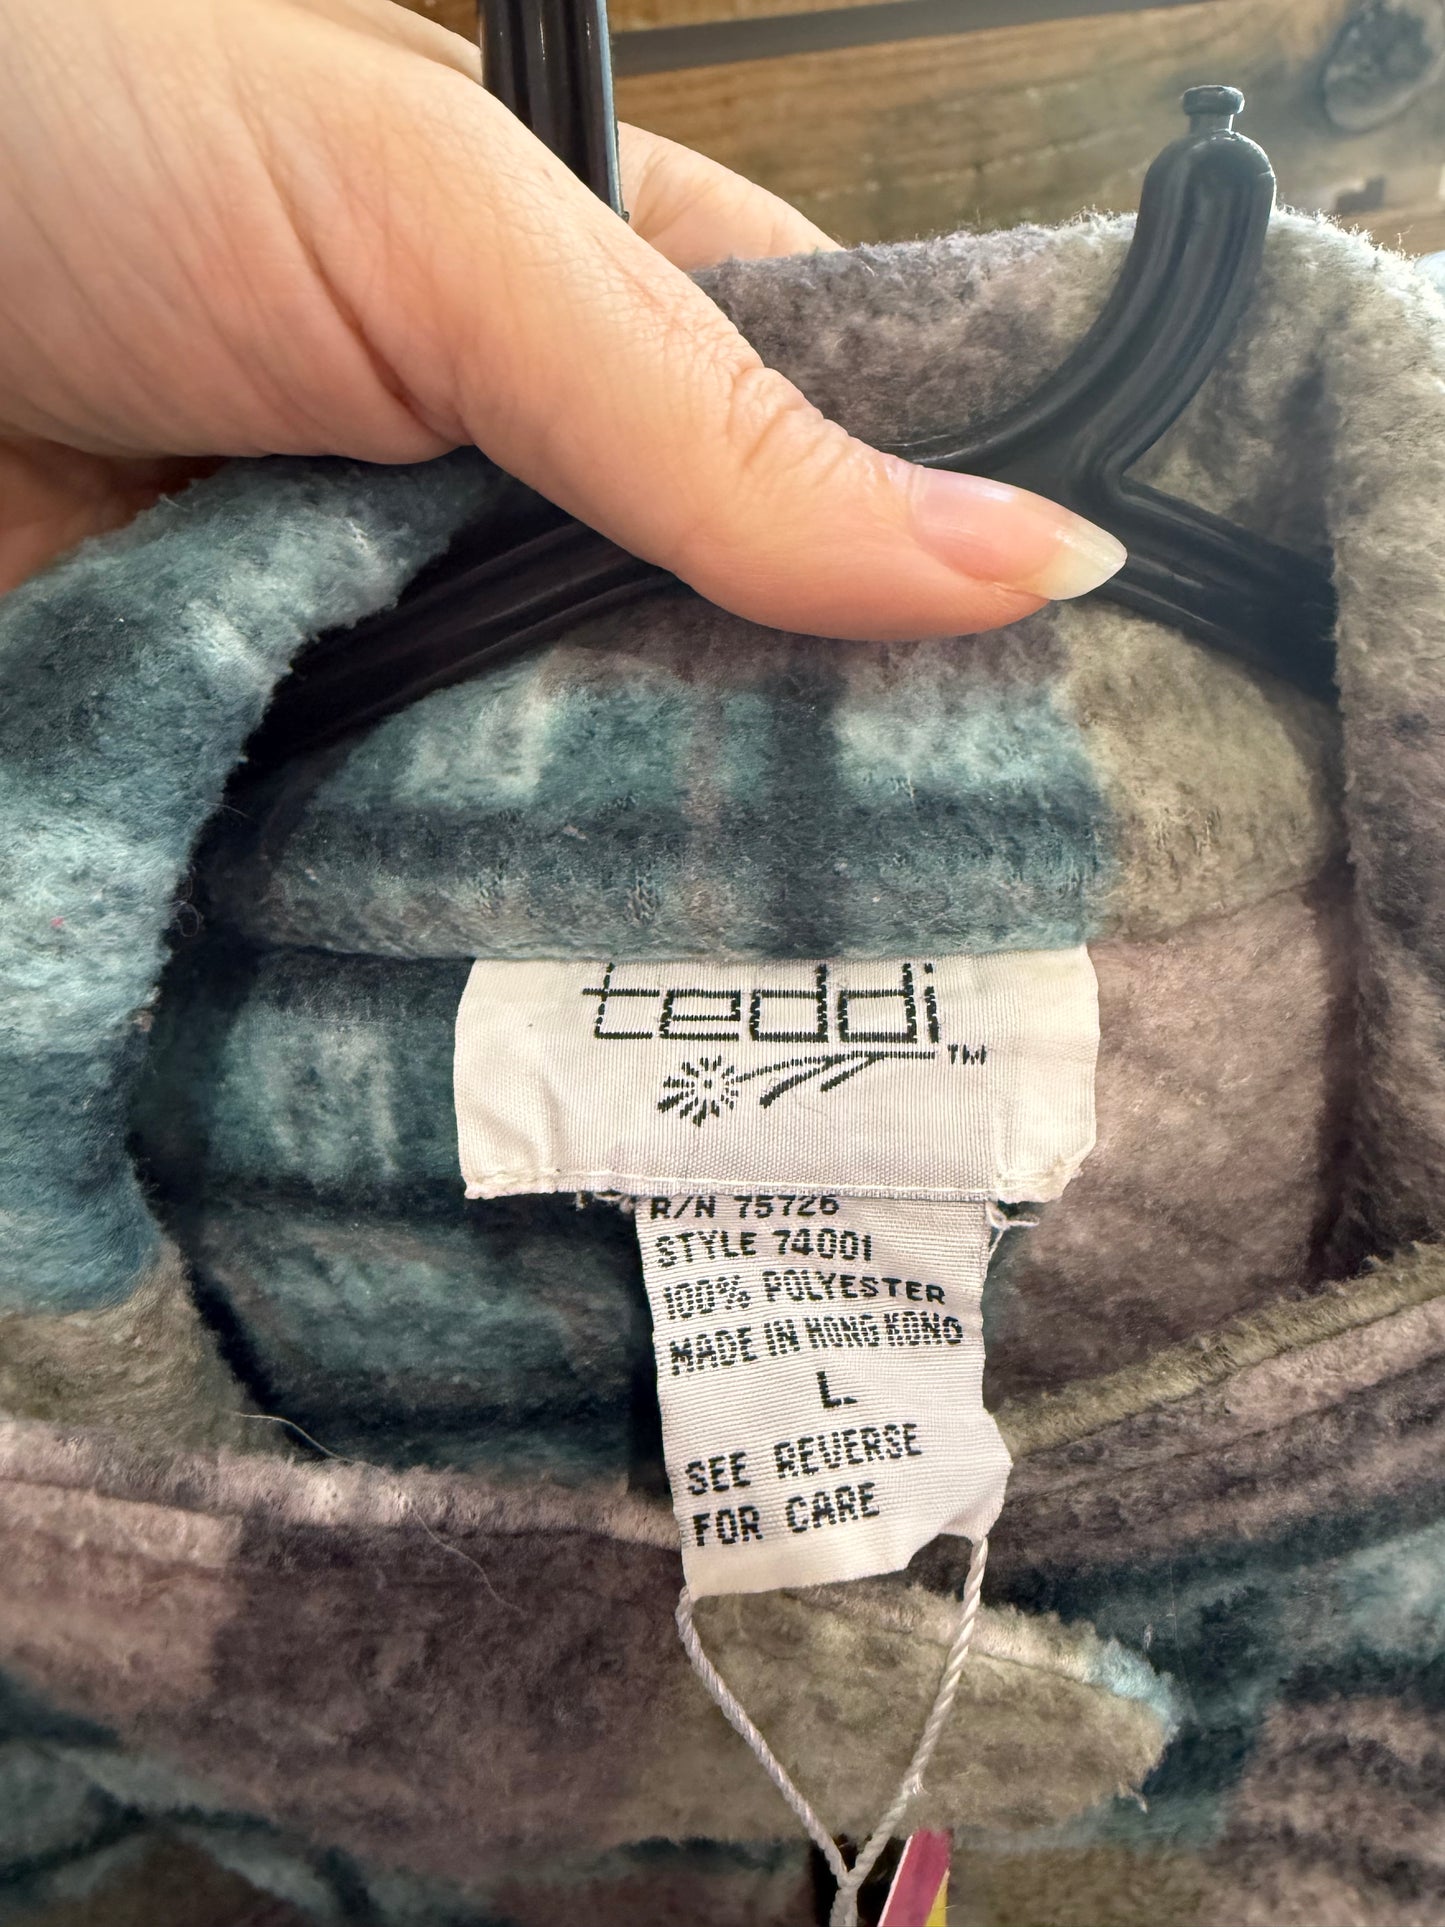 teddi
TM
R/N 75726
STYLE 74001
100% POLYESTER
MADE IN HONG KONG
L
SEE REVERSE
FOR CARE